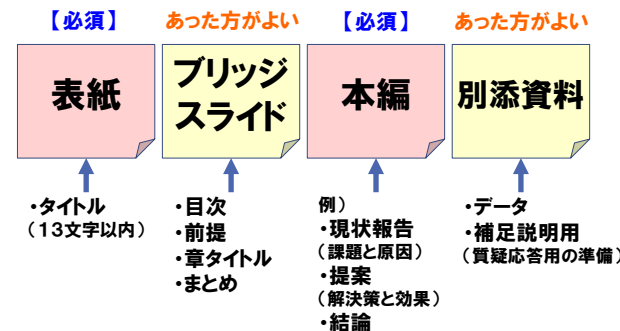 【必須】
あった方がよい
【必須】
あった方がよい
表紙
ブリッジ
スライド
本編
別添資料
・タイトル
（１３文字以内）
・目次
・前提
・章タイトル
・まとめ
例）
・現状報告
（課題と原因）
・提案
（解決策と効果）
・結論
・データ
・補足説明用
（質疑応答用の準備）